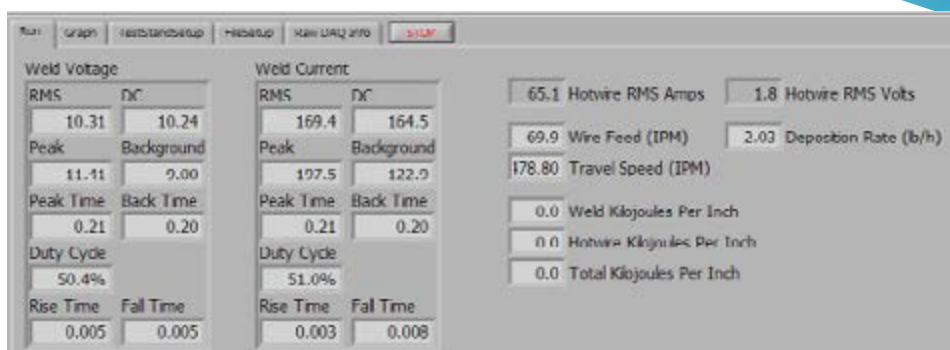 Run Graph TestStandSetup FileSetup Raw DAQ Info STOP
Weld Voltage
RMS DC
10.31 10.24
Peak Background
11.41 9.00
Peak Time Back Time
0.21 0.20
Duty Cycle
50.4%
Rise Time Fall Time
0.005 0.005
Weld Current
RMS DC
169.4 164.5
Peak Background
197.5 122.9
Peak Time Back Time
0.21 0.20
Duty Cycle
51.0%
Rise Time Fall Time
0.003 0.008
65.1 Hotwire RMS Amps 1.8 Hotwire RMS Volts
69.9 Wire Feed (IPM) 2.03 Deposition Rate (lb/h)
Travel Speed (IPM)
0.0 Weld Kilojoules Per Inch
0.0 Hotwire Kilojoules Per Inch
0.0 Total Kilojoules Per Inch